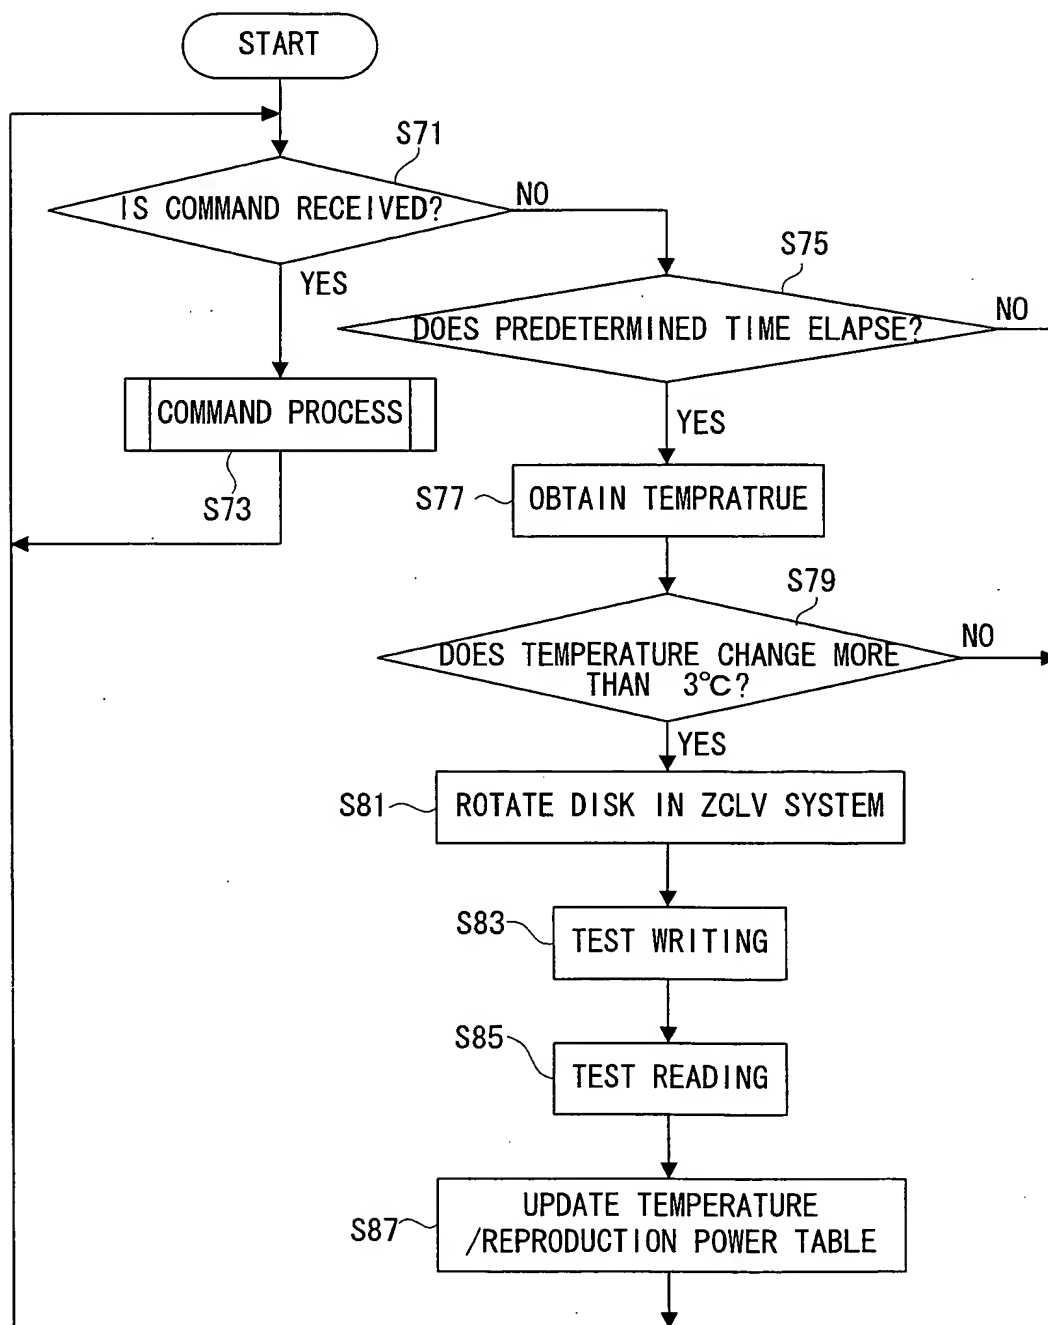 START
S71
IS COMMAND RECEIVED?
NO
YES
S75
DOES PREDETERMINED TIME ELAPSE?
NO
COMMAND PROCESS
YES
S73
S77
OBTAIN TEMPRATRUE
S79
DOES TEMPERATURE CHANGE MORE
THAN 3℃?
NO
YES
S81
ROTATE DISK IN ZCLV SYSTEM
S83
TEST WRITING
S85
TEST READING
S87
UPDATE TEMPERATURE
/REPRODUCTION POWER TABLE